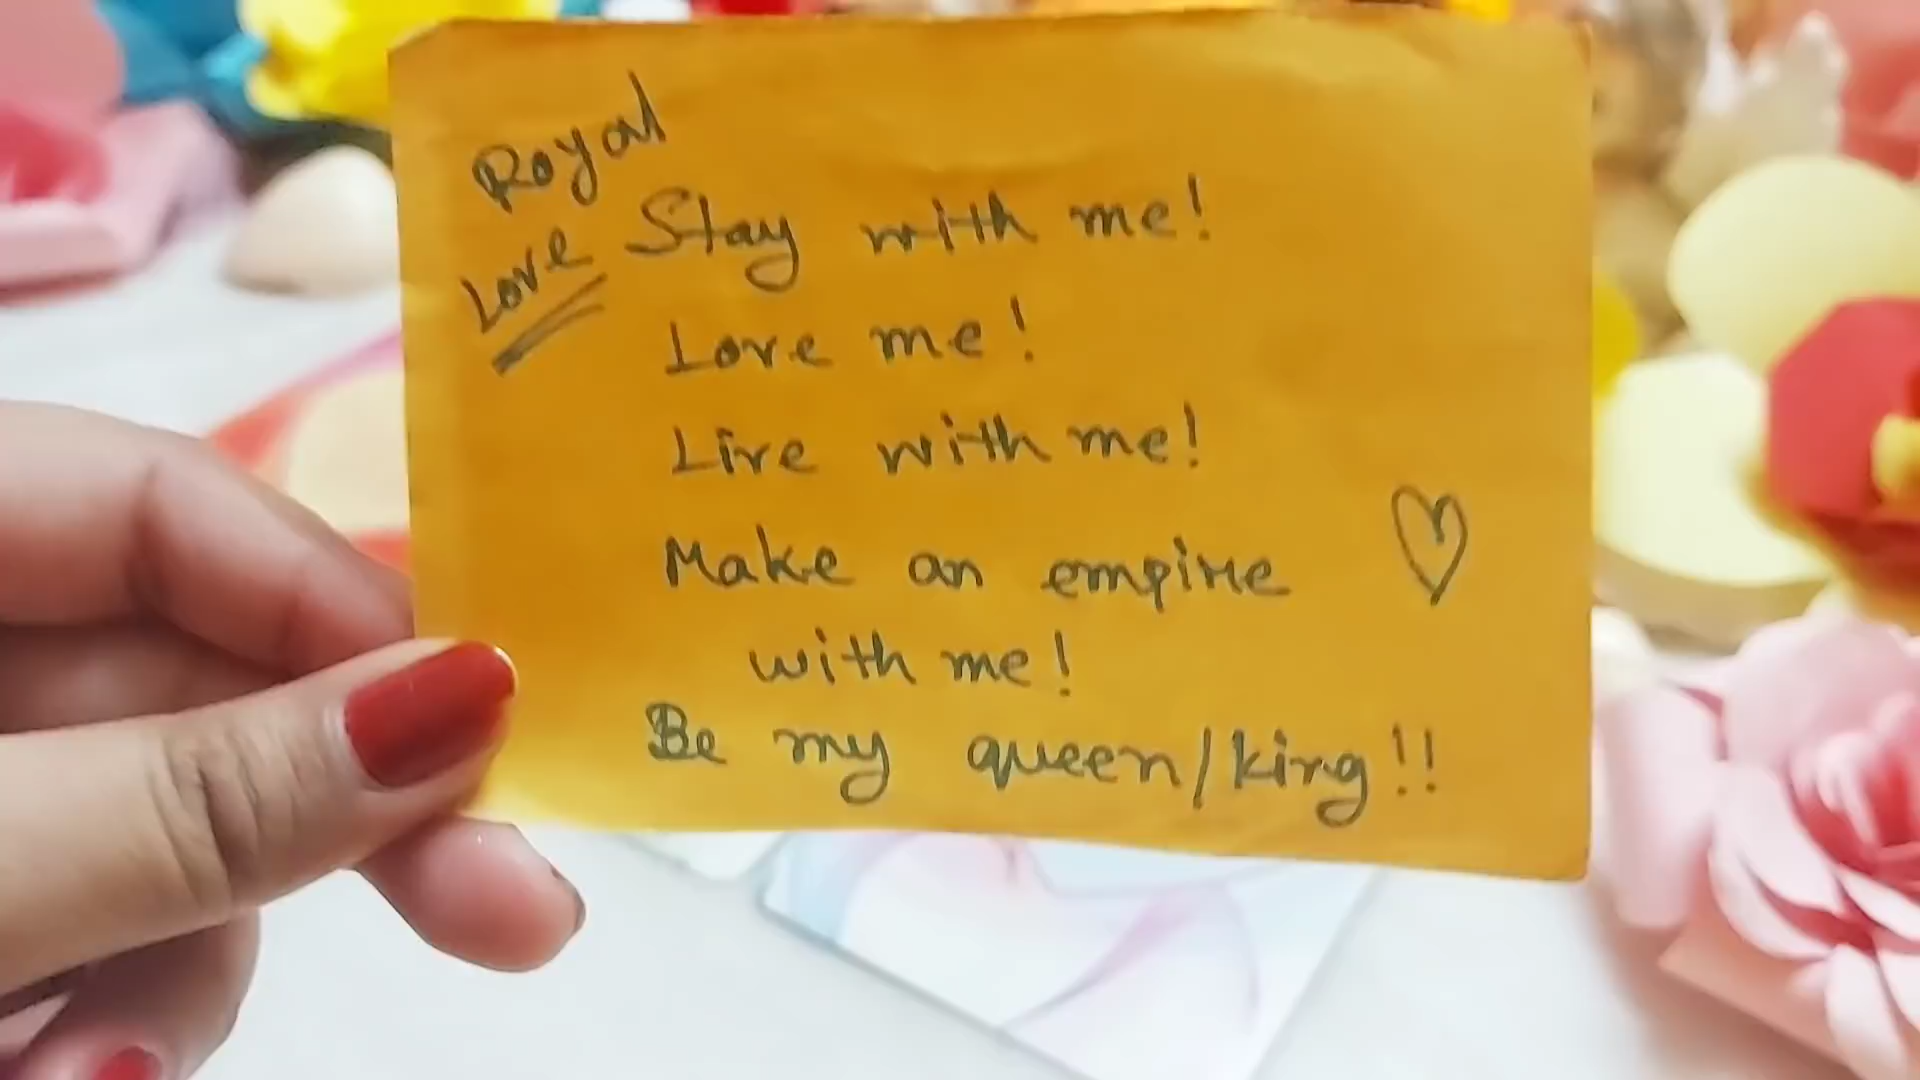 Royal
Love
Stay with me!
Love me!
Live with me!
Make an empire
with me!
Be my queen/king!!